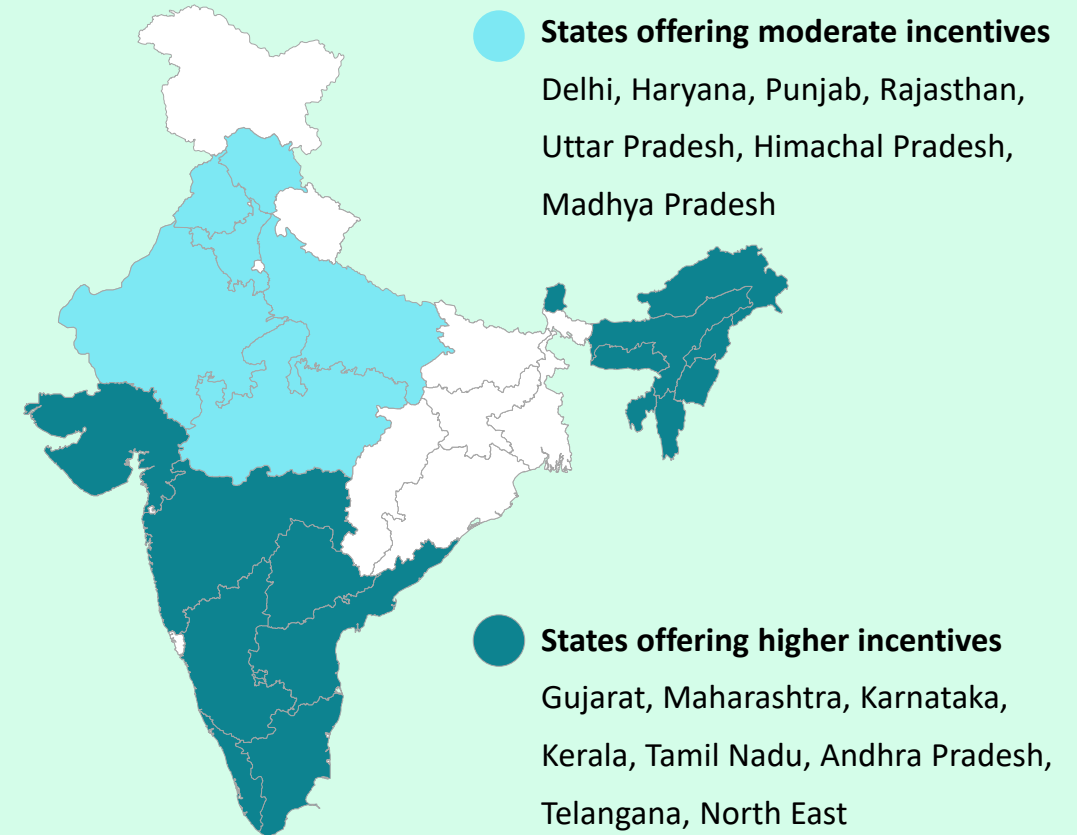 States offering moderate incentives
Delhi, Haryana, Punjab, Rajasthan,
Uttar Pradesh, Himachal Pradesh,
Madhya Pradesh
States offering higher incentives
Gujarat, Maharashtra, Karnataka,
Kerala, Tamil Nadu, Andhra Pradesh,
Telangana, North East